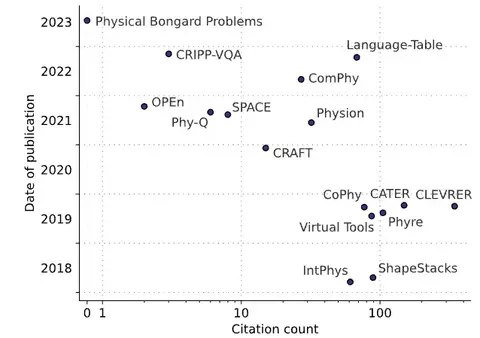 2023
Physical Bongard Problems
Language-Table
CRIPP-VQA
2022
ComPhy
OPEn
SPACE
Physion
Phy-Q
2021
CRAFT
2020
CoPhy
CATER
CLEVRER
Virtual Tools
Phyre
2019
IntPhys
ShapeStacks
2018
Date of publication
0 1 10 100
Citation count